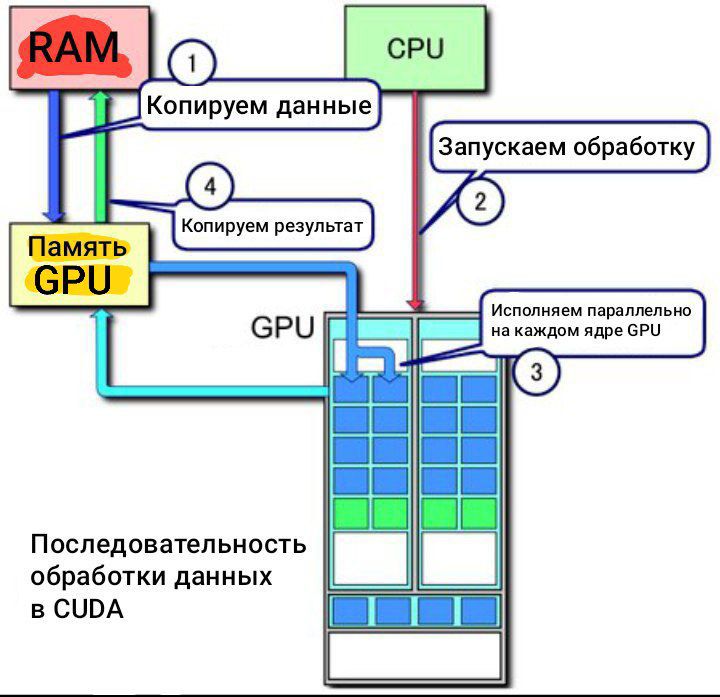 RAM
CPU
1
Копируем данные
Запускаем обработку
2
4
Копируем результат
Память
GPU
GPU
Исполняем параллельно
на каждом ядре GPU
3
Последовательность
обработки данных
в CUDA